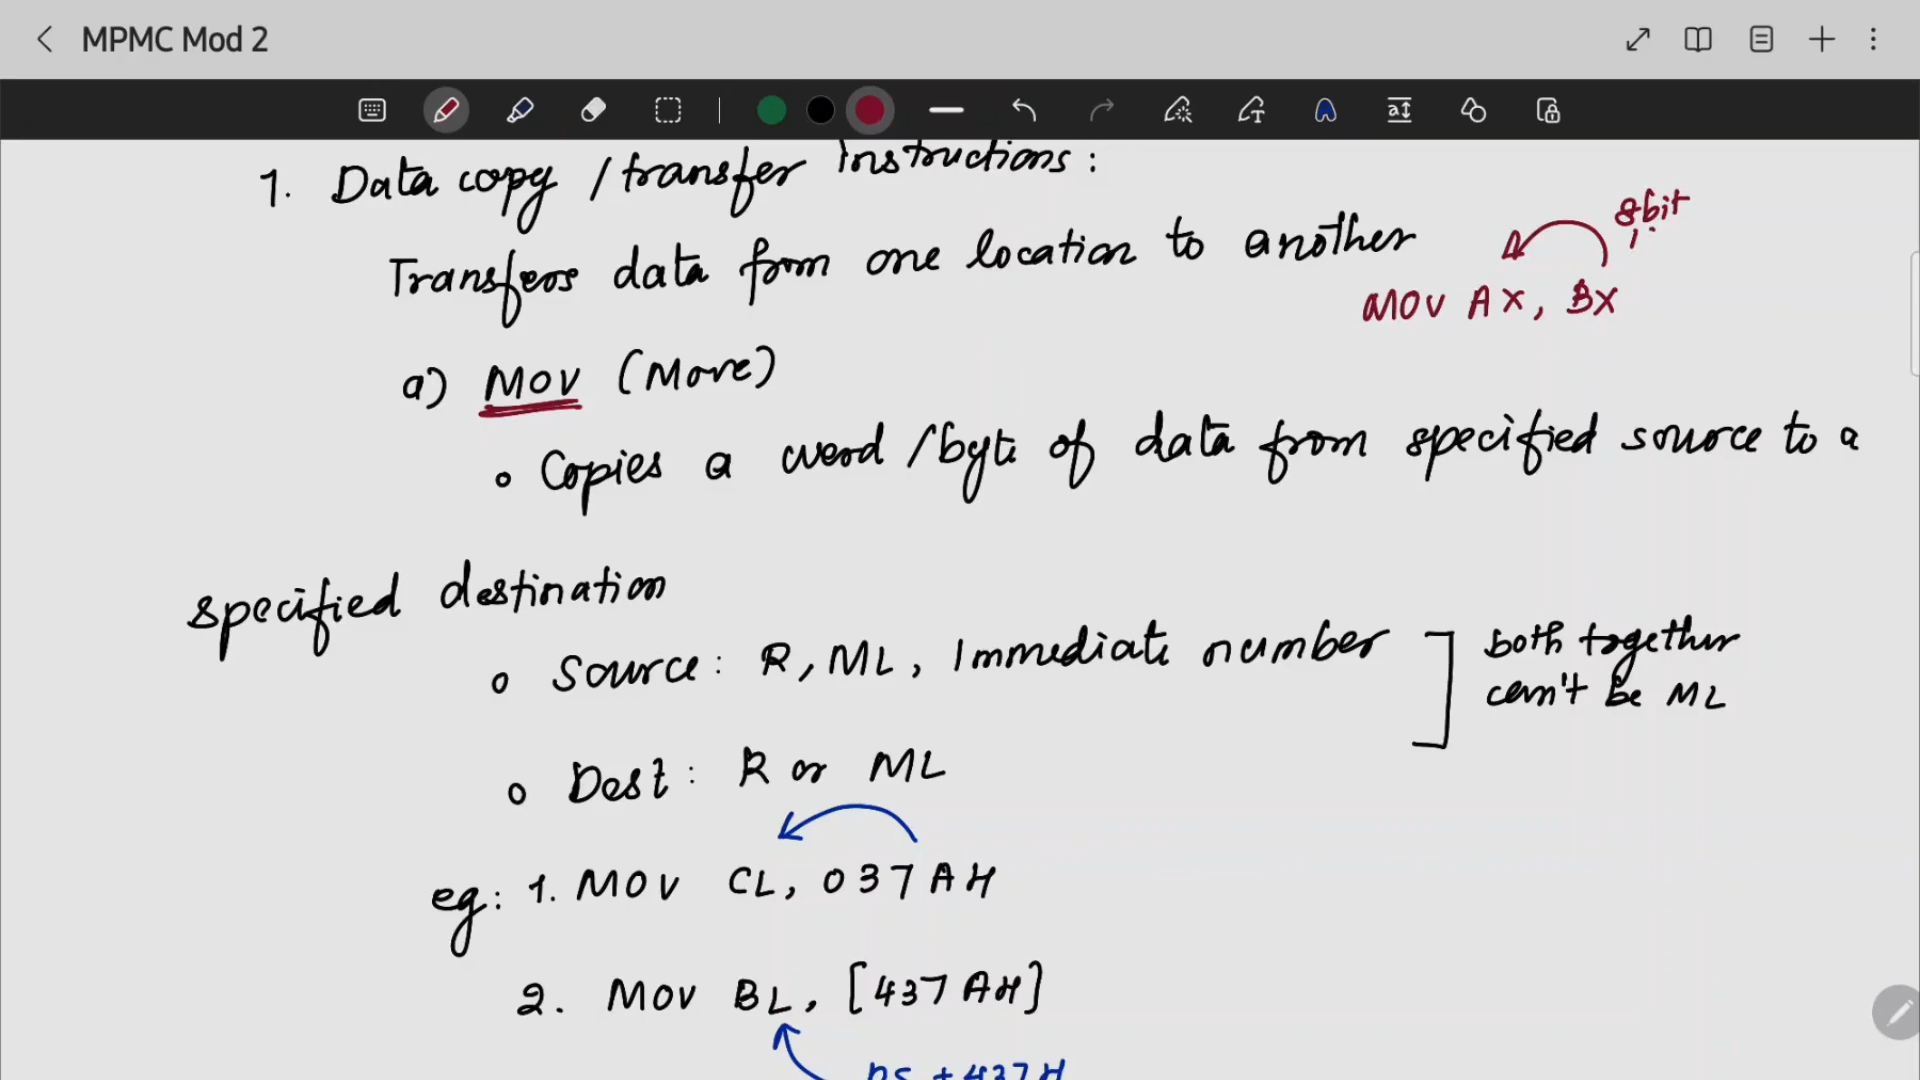 MPMC Mod 2
1. Data copy / transfer Instructions :
Transfers data from one location to another
8bit
MOV AX, BX
a) MOV (Move)
Copies a word / byte of data from specified source to a
specified destination
Source : R, ML, Immediate number
both together
can't be ML
Dest : R or ML
eg : 1. MOV CL, 037AH
2. MOV BL, [437AH]
DS + 437H